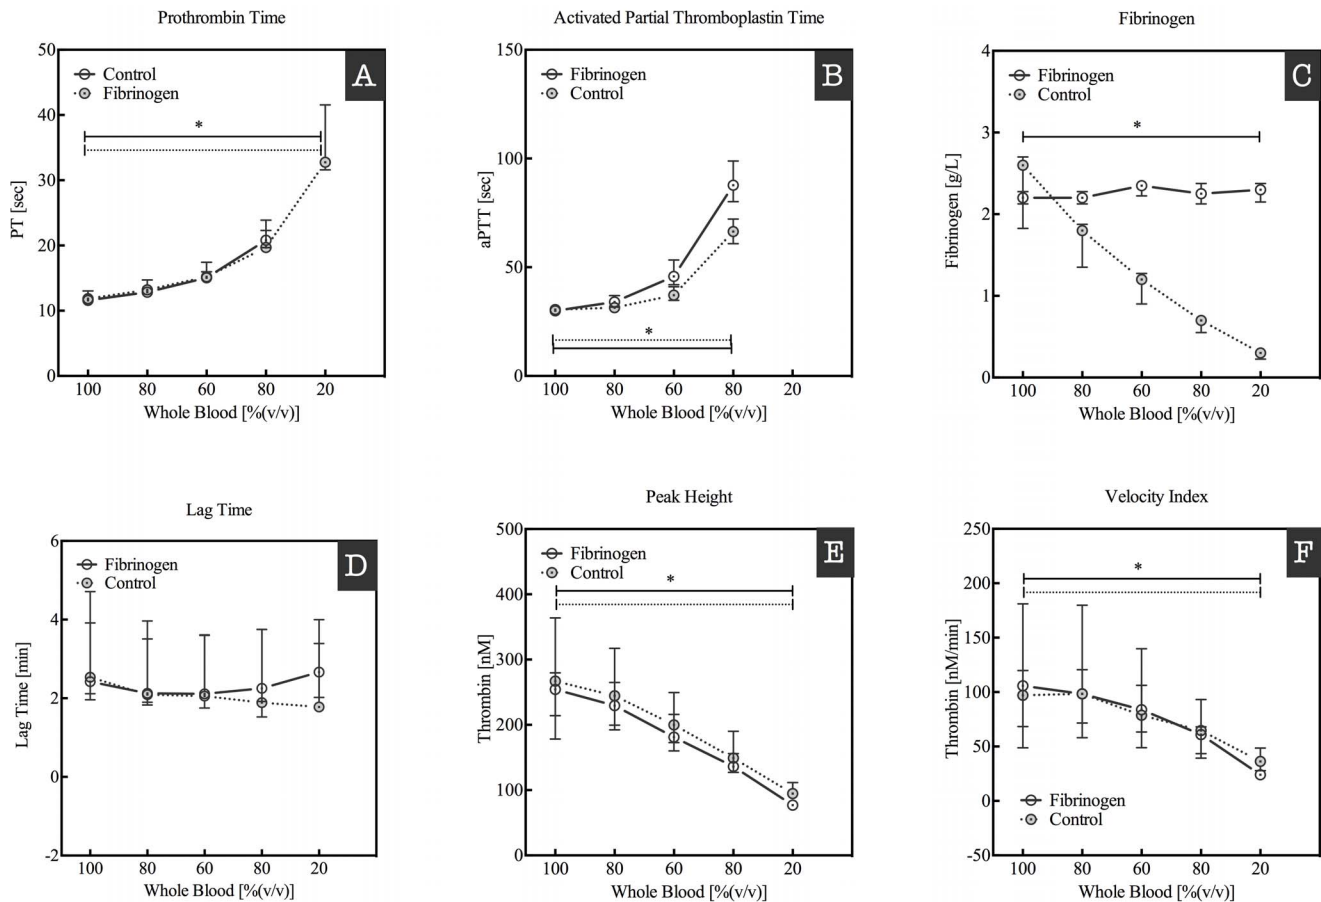 Prothrombin Time
A
Control
Fibrinogen
*
PT [sec]
50
40
30
20
10
0
100 80 60 80 20
Whole Blood [%(v/v)]
Activated Partial Thromboplastin Time
B
Fibrinogen
Control
*
aPTT [sec]
150
100
50
0
100 80 60 80 20
Whole Blood [%(v/v)]
Fibrinogen
C
Fibrinogen
Control
*
Fibrinogen [g/L]
4
3
2
1
0
100 80 60 80 20
Whole Blood [%(v/v)]
Lag Time
D
Fibrinogen
Control
Lag Time [min]
6
4
2
0
-2
100 80 60 80 20
Whole Blood [%(v/v)]
Peak Height
E
Fibrinogen
Control
*
Thrombin [nM]
500
400
300
200
100
0
100 80 60 80 20
Whole Blood [%(v/v)]
Velocity Index
F
*
Thrombin [nM/min]
250
200
150
100
50
0
-50
Fibrinogen
Control
100 80 60 80 20
Whole Blood [%(v/v)]